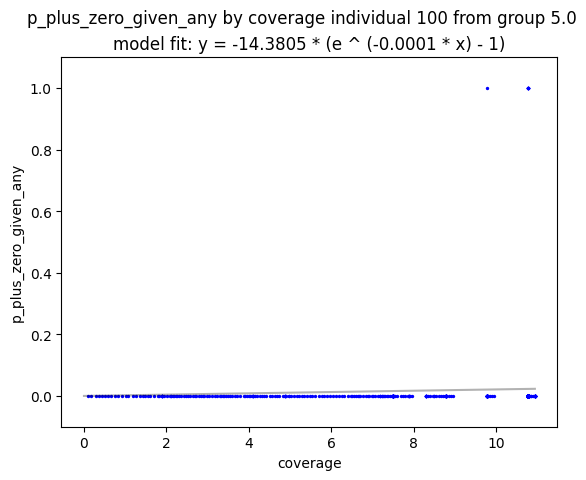 p_plus_zero_given_any by coverage individual 100 from group 5.0
model fit: y = -14.3805 * (e ^ (-0.0001 * x) - 1)
1.0
0.8
0.6
0.4
0.2
0.0
p_plus_zero_given_any
0 2 4 6 8 10
coverage